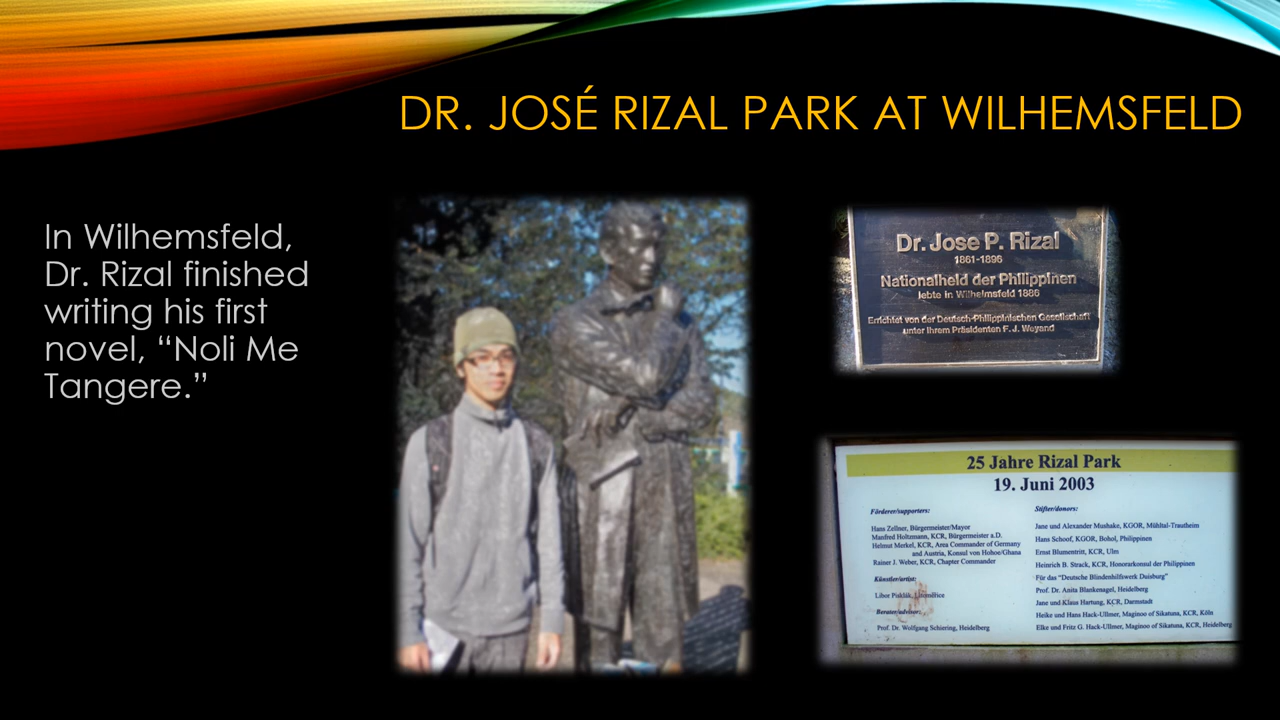 DR. JOSÉ RIZAL PARK AT WILHEMSFELD
In Wilhemsfeld,
Dr. Rizal finished
writing his first
novel, “Noli Me
Tangere.”
Dr. Jose P. Rizal
1861-1896
Nationalheld der Philippinen
lebte in Wilhelmsfeld 1886
Errichtet von der Deutsch-Philippinischen Gesellschaft
unter ihrem Präsidenten F. J. Weyand
25 Jahre Rizal Park
19. Juni 2003
Förderer/supporters:
Hans Zellner, Bürgermeister/Mayor
Manfred Holtzmann, KCR, Bürgermeister a.D.
Helmut Merkel, KCR, Area Commander of Germany
and Austria, Konsul von Hohoe/Ghana
Rainer J. Weber, KCR, Chapter Commander
Künstler/artist:
Libor Pisklák,
Berater/advisor:
Prof. Dr. Wolfgang Schiering, Heidelberg
Stifter/donors:
Jane und Alexander Mushake, KGOR, Mühltal-Trautheim
Hans Schoof, KGOR, Bohol, Philippinen
Ernst Blumentritt, KCR, Ulm
Heinrich B. Strack, KCR, Honorarkonsul der Philippinen
Für das "Deutsche Blindenhilfswerk Duisburg"
Prof. Dr. Anita Blankenagel, Heidelberg
Jane und Klaus Hartung, KCR, Darmstadt
Heike und Hans Hack-Ullmer, Maginoo of Sikatuna, KCR, Köln
Elke und Fritz G. Hack-Ullmer, Maginoo of Sikatuna, KCR, Heidelberg